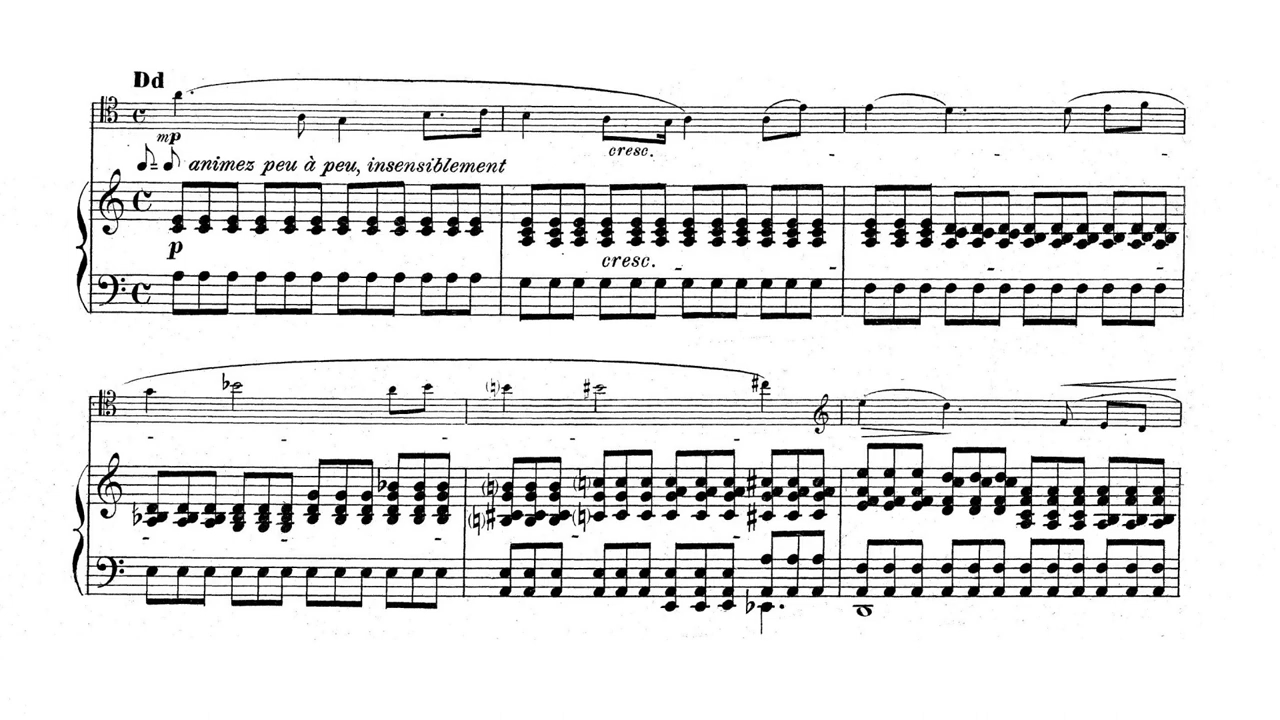 Dd
mp
cresc.
animez peu à peu, insensiblement
p
cresc.